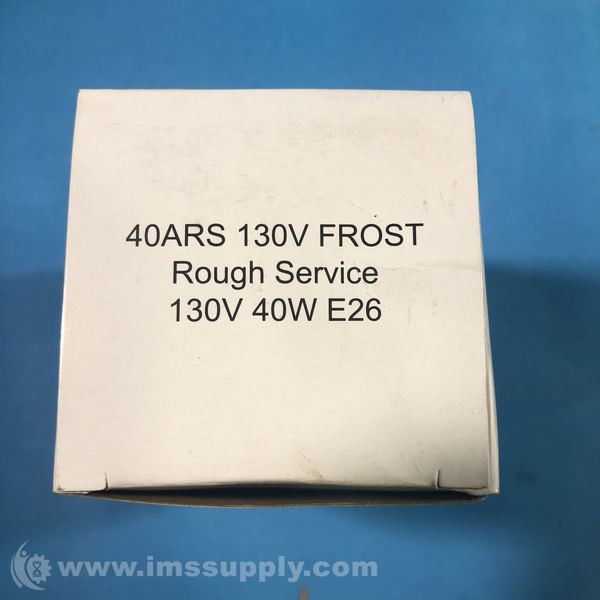 40ARS 130V FROST
Rough Service
130V 40W E26
www.imssupply.com